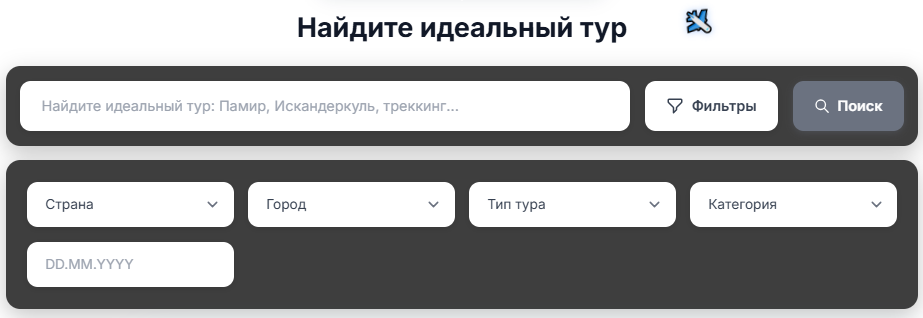 Найдите идеальный тур
Найдите идеальный тур: Памир, Искандеркуль, треккинг...
Фильтры
Поиск
Страна
Город
Тип тура
Категория
DD.MM.YYYY